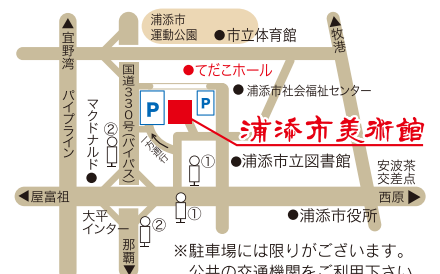 浦添市
運動公園
●市立体育館
▲牧港
▲宜野湾
パイプライン
国道330号(バイパス)
●てだこホール
P
P
●浦添市社会福祉センター
マクドナルド●
②
浦添市美術館
①
●浦添市立図書館
安波茶
交差点
◀屋富祖
西原▶
大平
インター
①
②
●浦添市役所
那覇▼
※駐車場には限りがございます。
公共の交通機関をご利用下さい